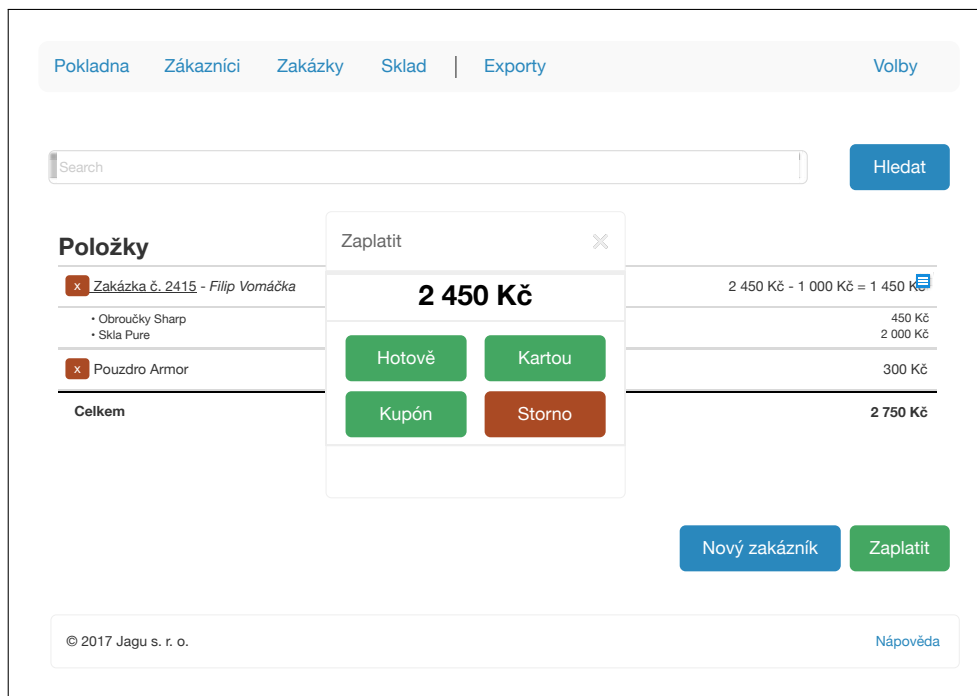 Pokladna Zákazníci Zakázky Sklad | Exporty Volby
Search Hledat
Zaplatit
Položky
x Zakázka č. 2415 - Filip Vomáčka 2 450 Kč - 1 000 Kč = 1 450 Kč
2 450 Kč
• Obroučky Sharp 450 Kč
• Skla Pure 2 000 Kč
Hotově Kartou
x Pouzdro Armor 300 Kč
Kupón Storno
Celkem 2 750 Kč
Nový zakázník Zaplatit
© 2017 Jagu s. r. o. Nápověda